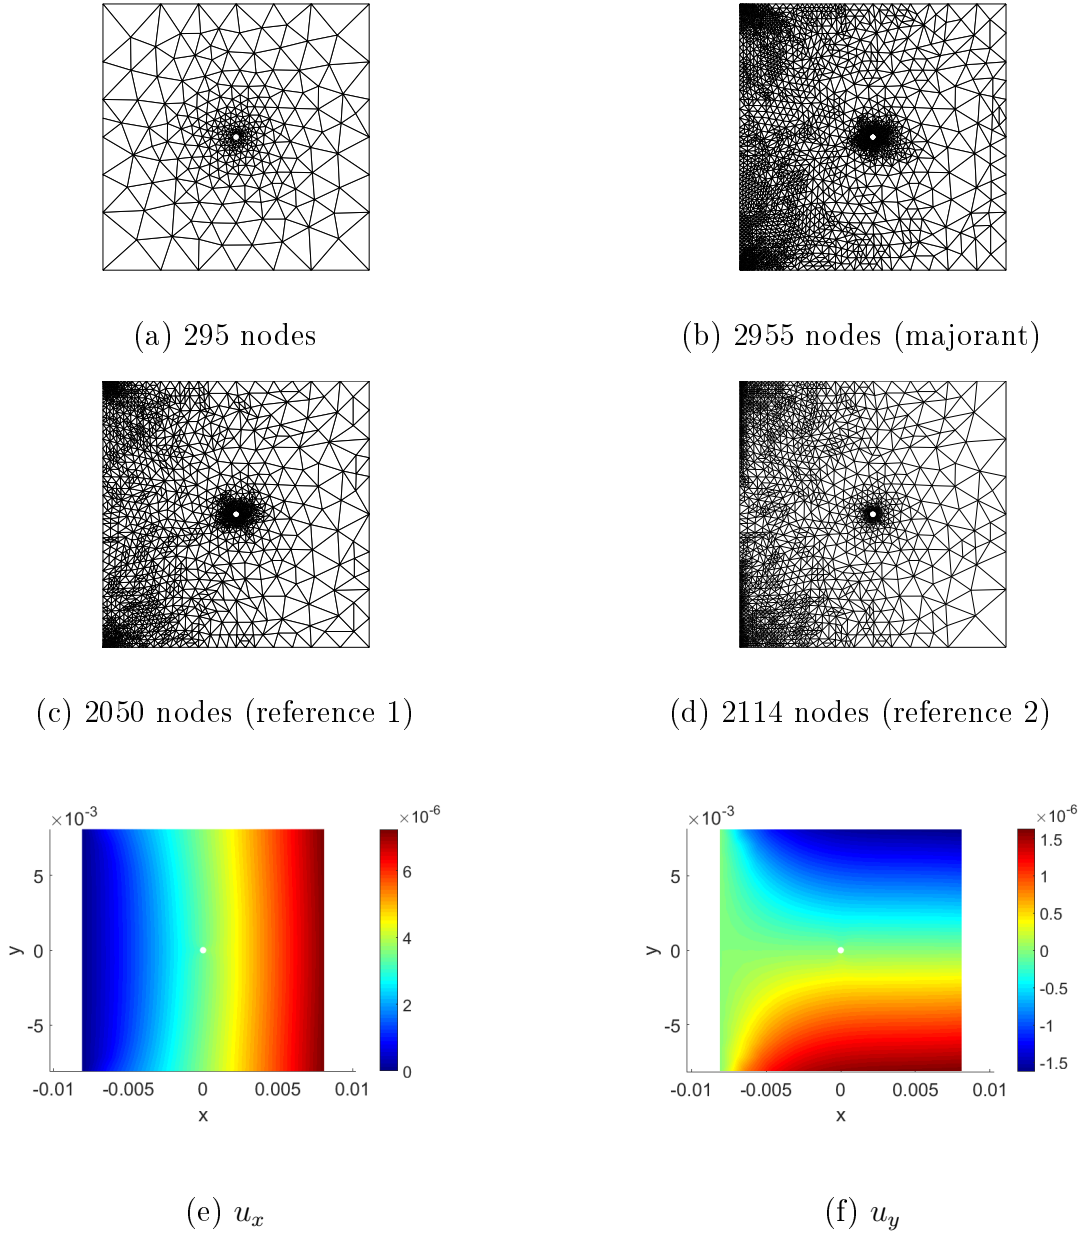 (a) 295 nodes
(b) 2955 nodes (majorant)
(c) 2050 nodes (reference 1)
(d) 2114 nodes (reference 2)
×10-3
×10-6
5
0
-5
y
6
4
2
0
-0.01 -0.005 0 0.005 0.01
x
×10-3
×10-6
5
0
-5
y
1.5
1
0.5
0
-0.5
-1
-1.5
-0.01 -0.005 0 0.005 0.01
x
(e) ux
(f) uy